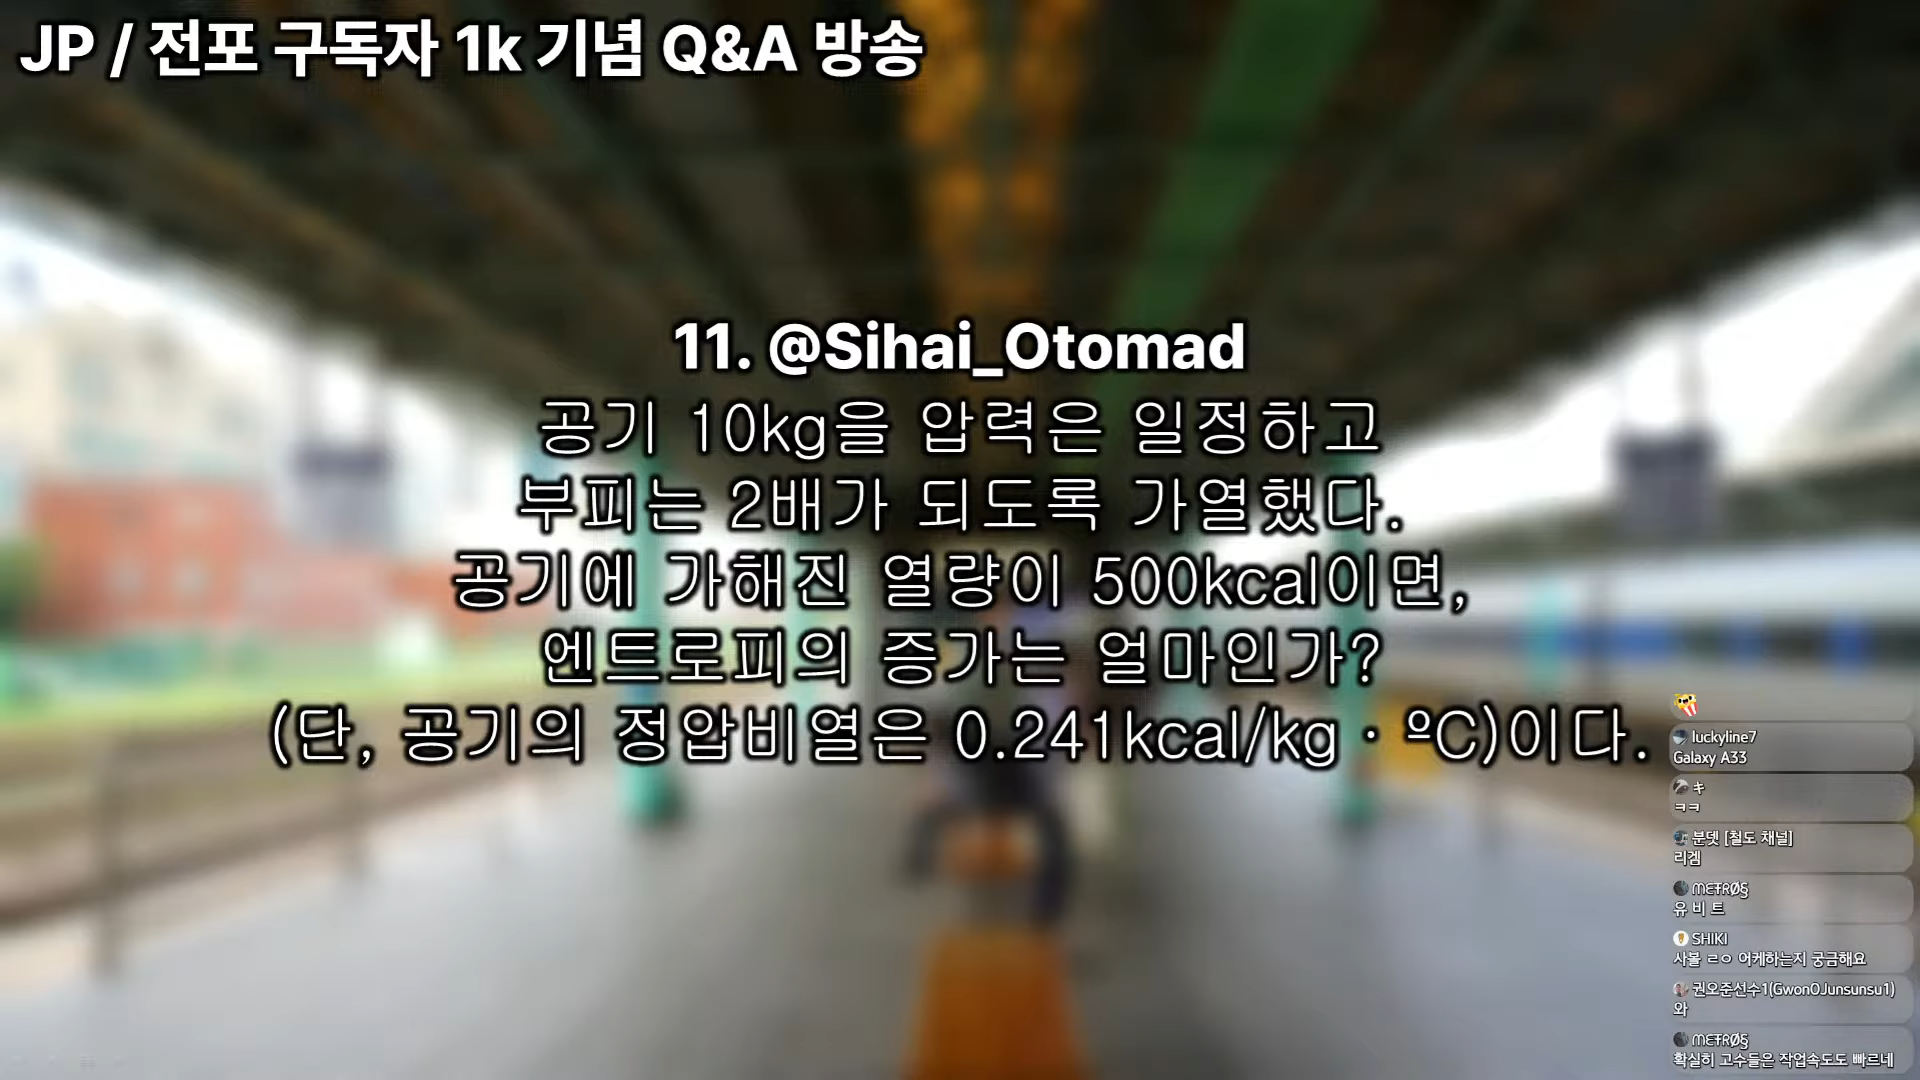 JP / 전포 구독자 1k 기념 Q&A 방송
11. @Sihai_Otomad
공기 10kg을 압력은 일정하고
부피는 2배가 되도록 가열했다.
공기에 가해진 열량이 500kcal이면,
엔트로피의 증가는 얼마인가?
(단, 공기의 정압비열은 0.241kcal/kg · ºC)이다.
luckyline7
Galaxy A33
キ
ㅋㅋ
분뎃 [철도 채널]
리겜
ᗰ∈ŦRØ§
유 비 트
SHIKI
사볼 ㄹㅇ 어케하는지 궁금해요
권오준선수1(GwonOJunsunsu1)
와
ᗰ∈ŦRØ§
확실히 고수들은 작업속도도 빠르네